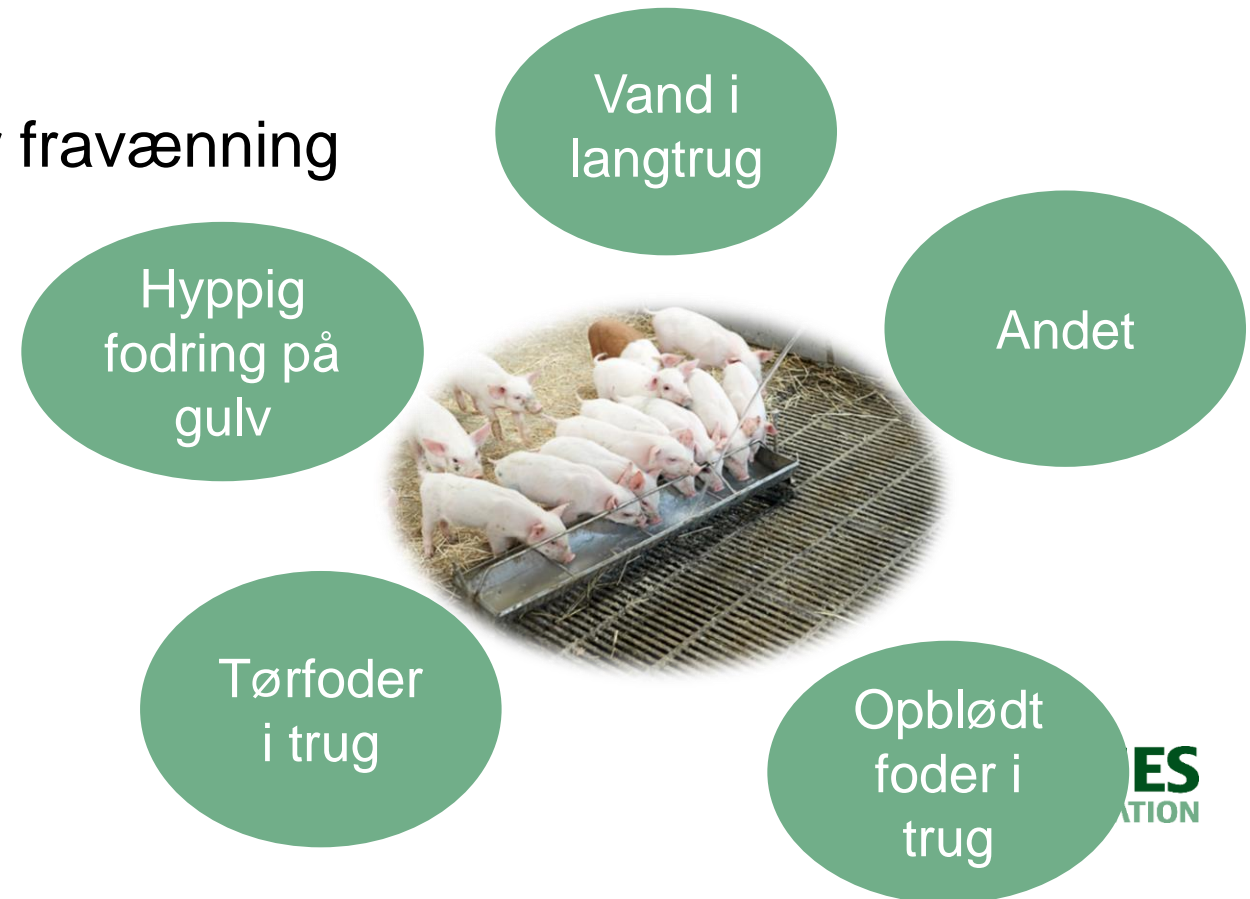 fravænning
Vand i
langtrug
Hyppig
fodring på
gulv
Andet
Tørfoder
i trug
Opblødt
foder i
trug